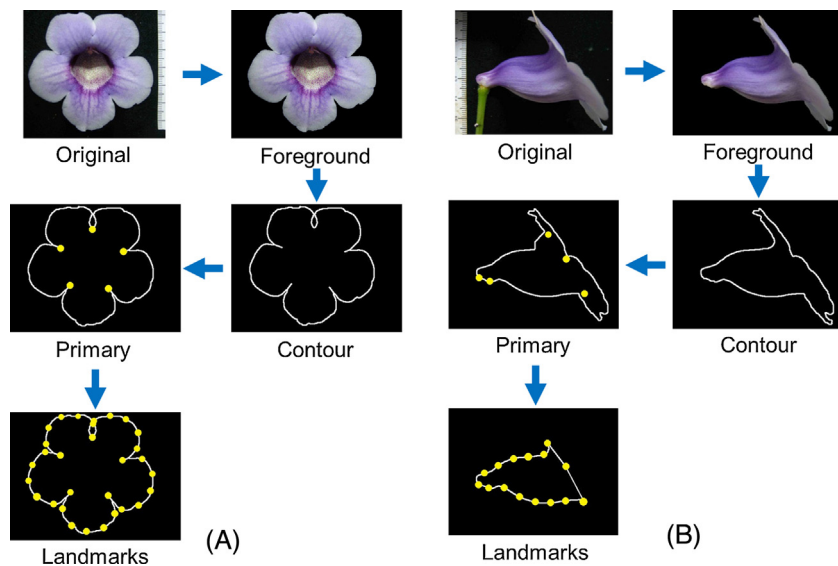 Original
Foreground
Original
Foreground
Primary
Contour
Primary
Contour
Landmarks
(A)
Landmarks
(B)